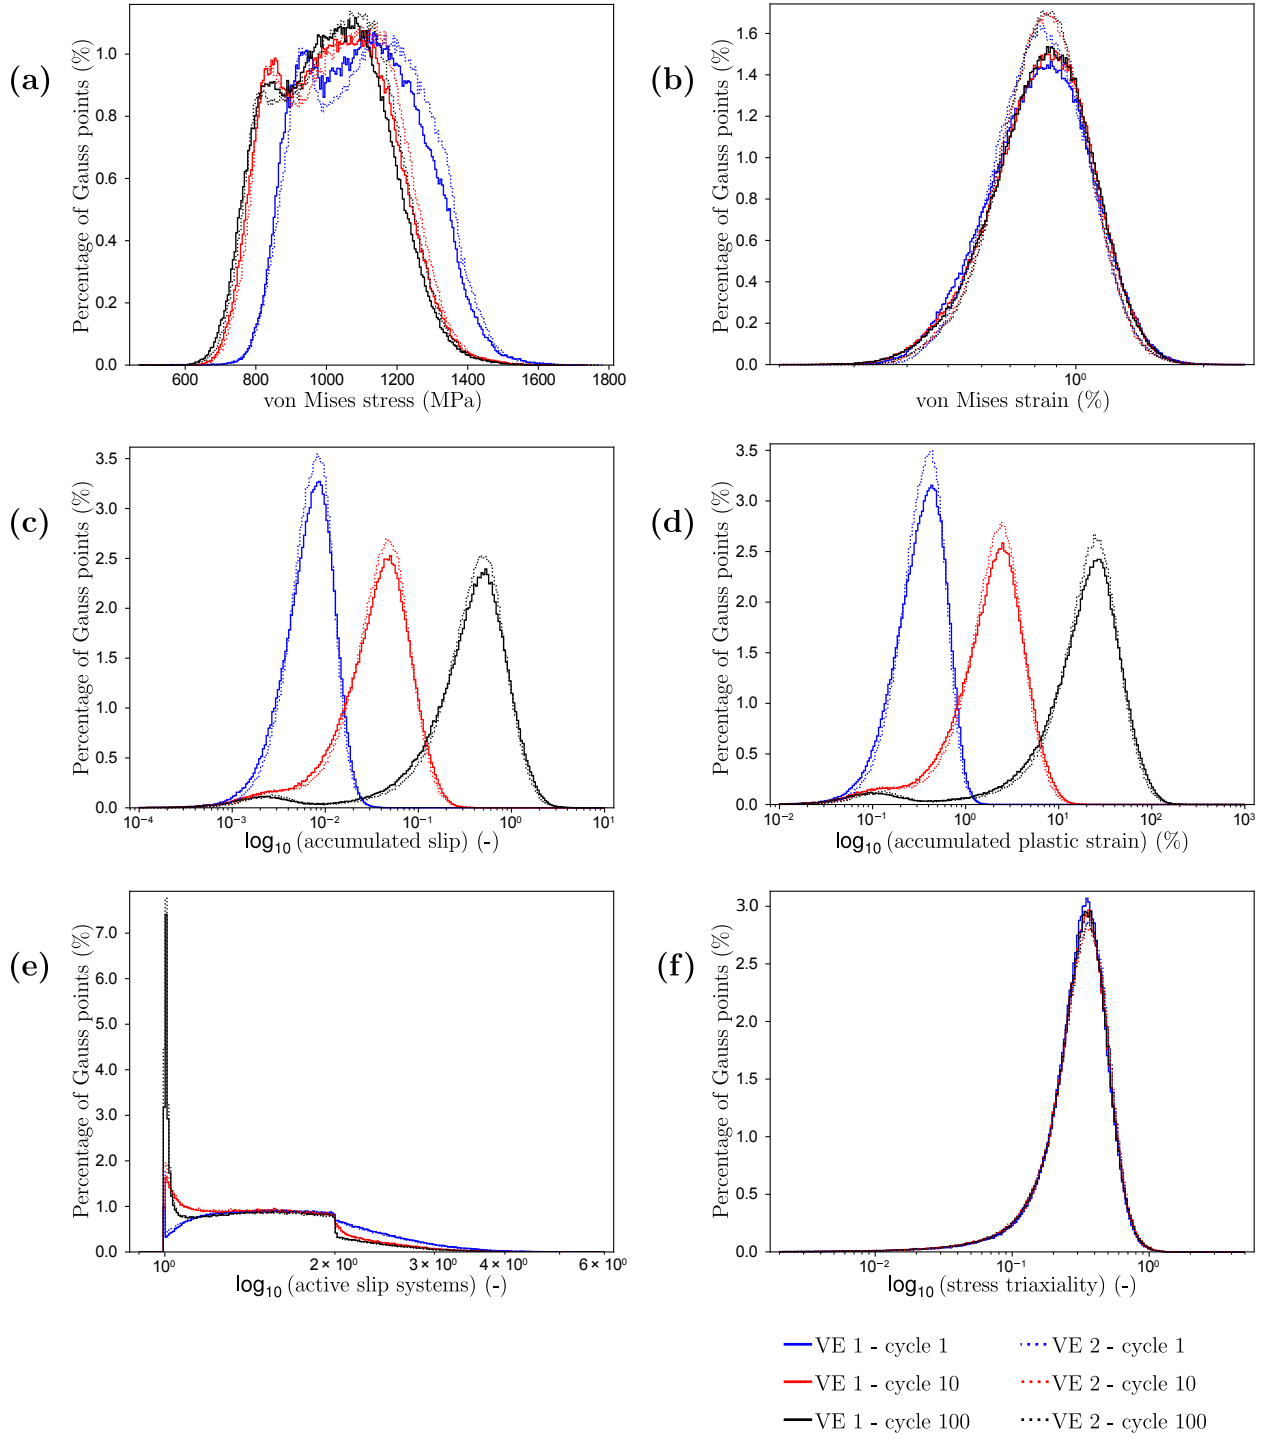 (a)
Percentage of Gauss points (%)
1.0
0.8
0.6
0.4
0.2
0.0
600 800 1000 1200 1400 1600 1800
von Mises stress (MPa)
(b)
Percentage of Gauss points (%)
1.6
1.4
1.2
1.0
0.8
0.6
0.4
0.2
0.0
10⁰
von Mises strain (%)
(c)
Percentage of Gauss points (%)
3.5
3.0
2.5
2.0
1.5
1.0
0.5
0.0
10⁻⁴ 10⁻³ 10⁻² 10⁻¹ 10⁰ 10¹
log₁₀ (accumulated slip) (-)
(d)
Percentage of Gauss points (%)
3.5
3.0
2.5
2.0
1.5
1.0
0.5
0.0
10⁻² 10⁻¹ 10⁰ 10¹ 10² 10³
log₁₀ (accumulated plastic strain) (%)
(e)
Percentage of Gauss points (%)
7.0
6.0
5.0
4.0
3.0
2.0
1.0
0.0
10⁰ 2 × 10⁰ 3 × 10⁰ 4 × 10⁰ 6 × 10⁰
log₁₀ (active slip systems) (-)
(f)
Percentage of Gauss points (%)
3.0
2.5
2.0
1.5
1.0
0.5
0.0
10⁻² 10⁻¹ 10⁰
log₁₀ (stress triaxiality) (-)
VE 1 - cycle 1 VE 2 - cycle 1
VE 1 - cycle 10 VE 2 - cycle 10
VE 1 - cycle 100 VE 2 - cycle 100